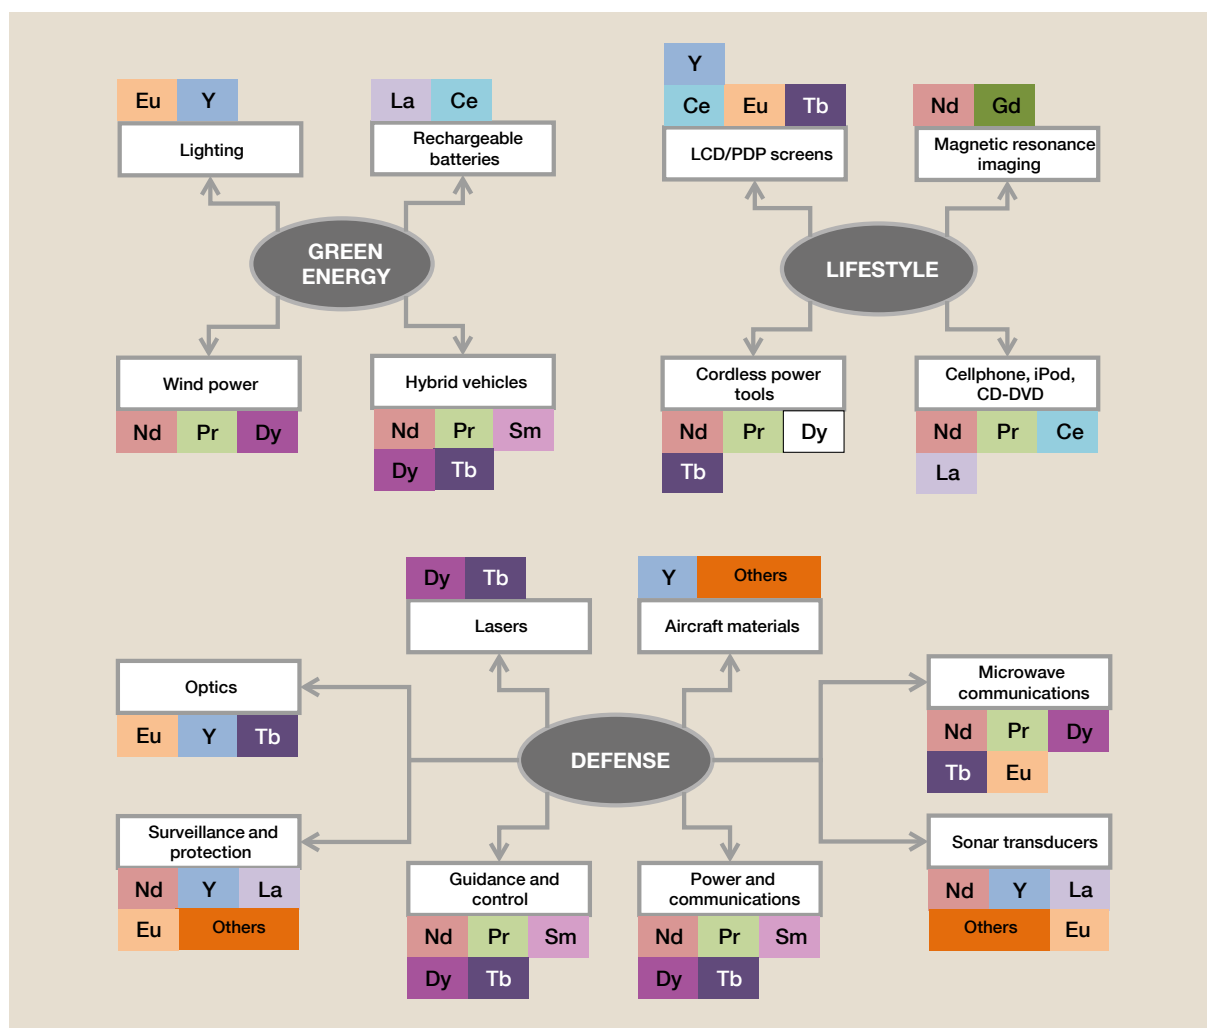 Eu Y
Lighting
La Ce
Rechargeable
batteries
GREEN
ENERGY
Wind power
Nd Pr Dy
Hybrid vehicles
Nd Pr Sm
Dy Tb
Y
Ce Eu Tb
LCD/PDP screens
Nd Gd
Magnetic resonance
imaging
LIFESTYLE
Cordless power
tools
Nd Pr Dy
Tb
Cellphone, iPod,
CD-DVD
Nd Pr Ce
La
Dy Tb
Lasers
Y Others
Aircraft materials
Optics
Eu Y Tb
Microwave
communications
Nd Pr Dy
Tb Eu
DEFENSE
Surveillance and
protection
Nd Y La
Eu Others
Guidance and
control
Nd Pr Sm
Dy Tb
Power and
communications
Nd Pr Sm
Dy Tb
Sonar transducers
Nd Y La
Others Eu